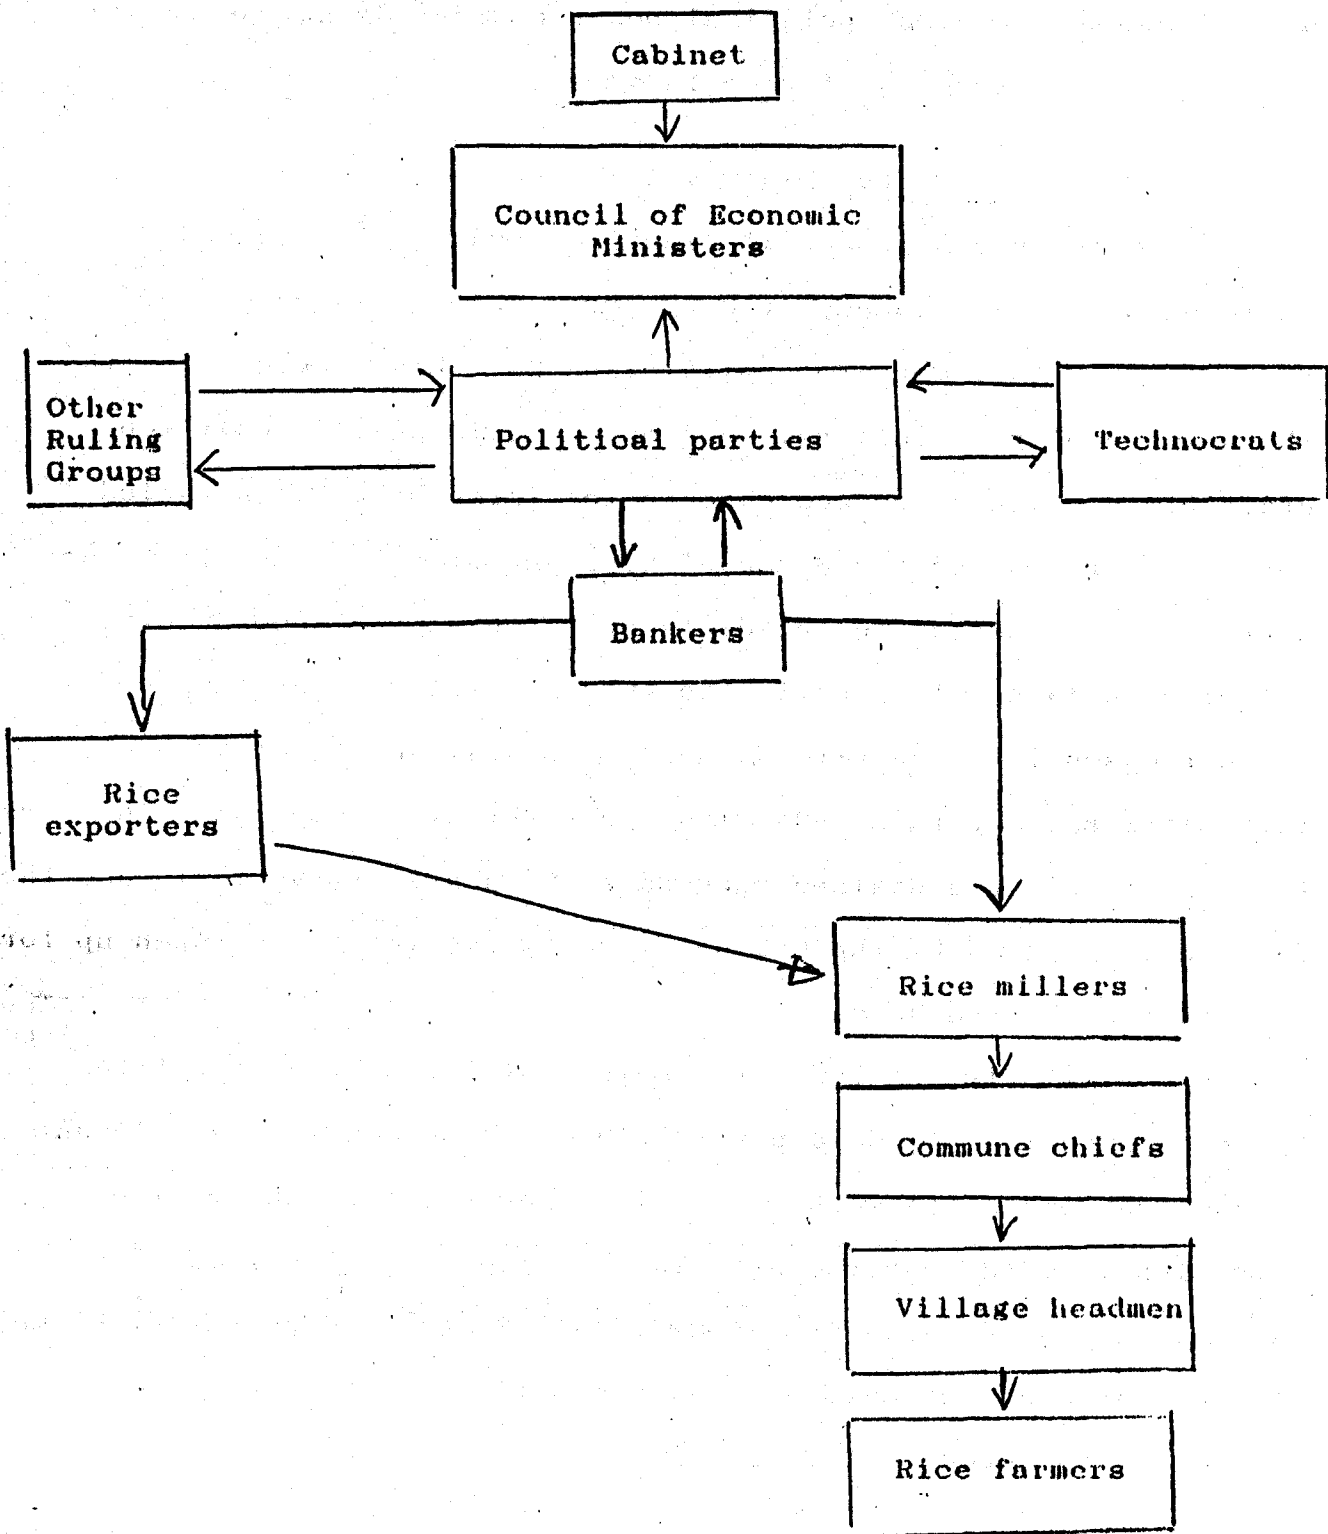 Cabinet
Council of Economic
Ministers
Other
Ruling
Groups
Political parties
Technocrats
Bankers
Rice
exporters
Rice millers
Commune chiefs
Village headmen
Rice farmers